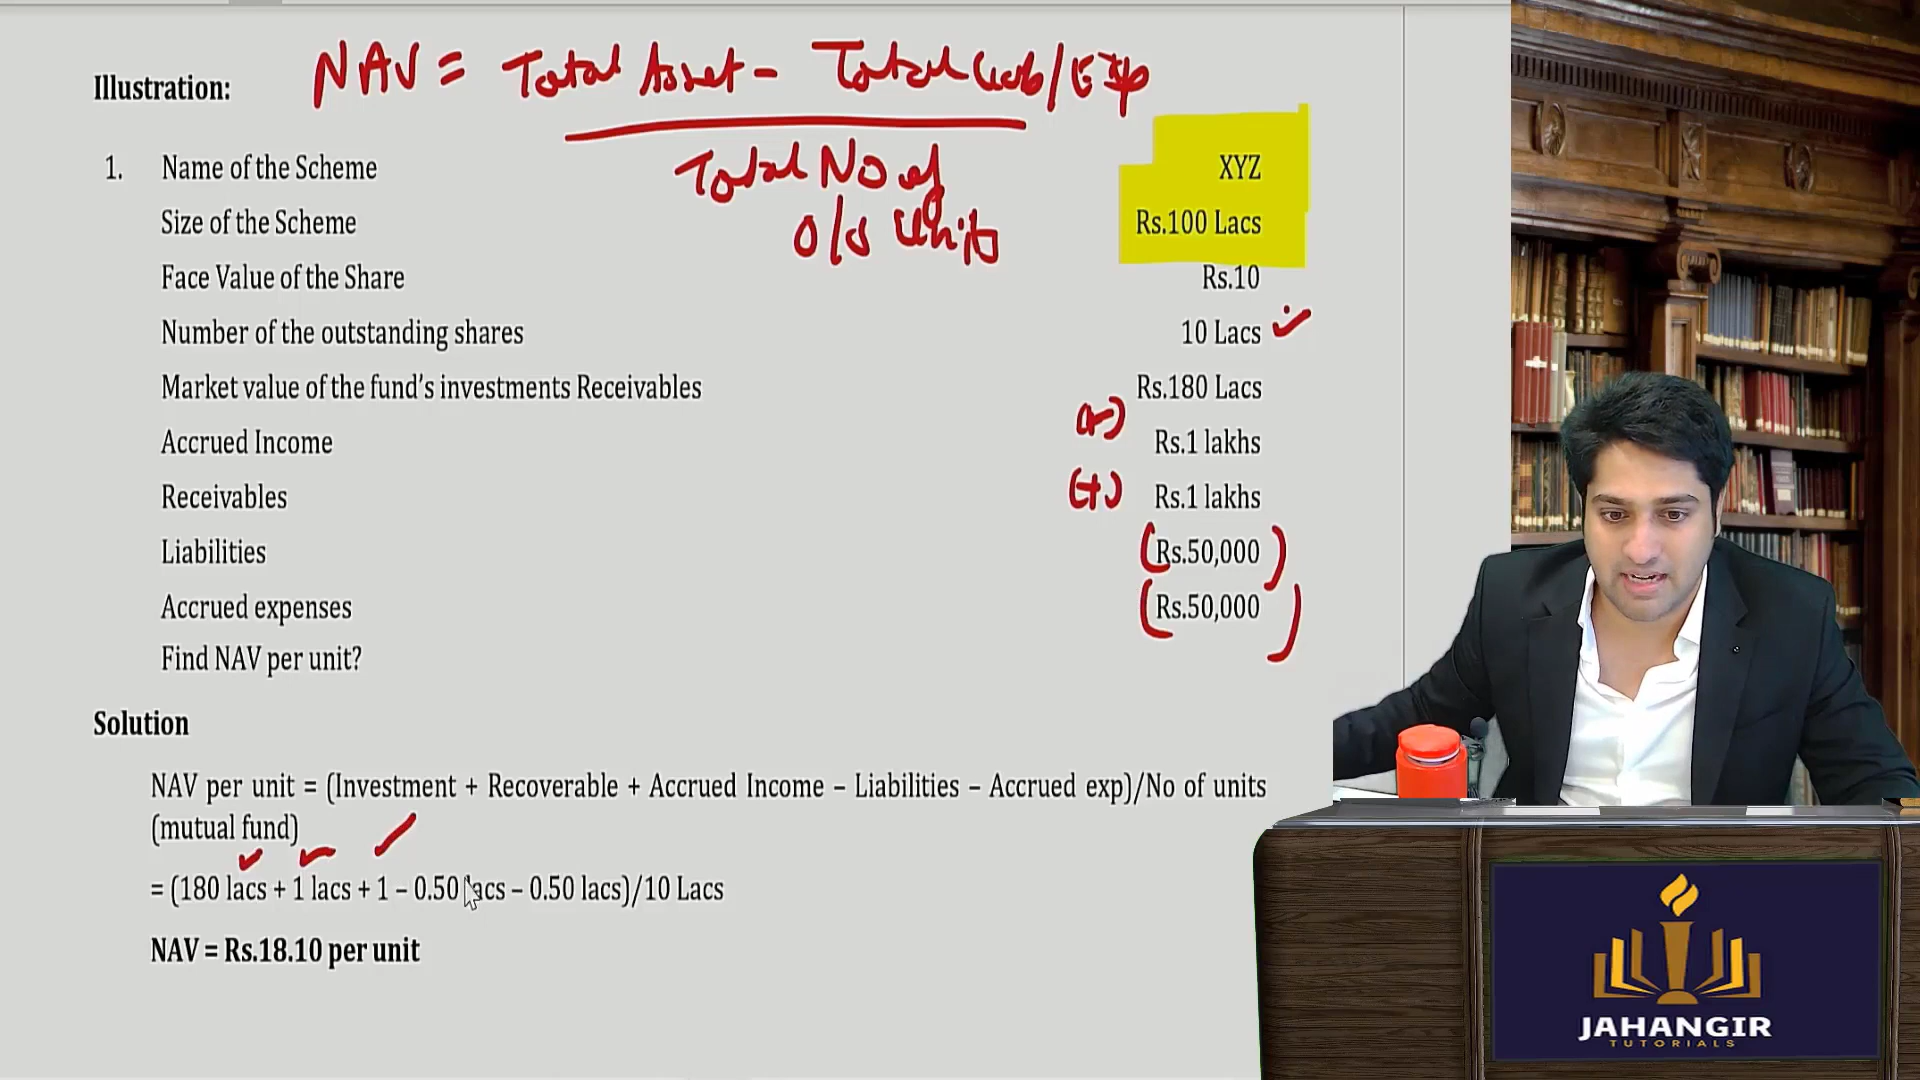 Illustration:
NAV = Total Asset - Total Liab/Exp
Total No of
o/s Units
1. Name of the Scheme XYZ
Size of the Scheme Rs.100 Lacs
Face Value of the Share Rs.10
Number of the outstanding shares 10 Lacs
Market value of the fund's investments Receivables Rs.180 Lacs
Accrued Income (+) Rs.1 lakhs
Receivables (+) Rs.1 lakhs
Liabilities (Rs.50,000)
Accrued expenses (Rs.50,000)
Find NAV per unit?
Solution
NAV per unit = (Investment + Recoverable + Accrued Income – Liabilities – Accrued exp)/No of units
(mutual fund)
= (180 lacs + 1 lacs + 1 – 0.50 lacs – 0.50 lacs)/10 Lacs
NAV = Rs.18.10 per unit
JAHANGIR
TUTORIALS